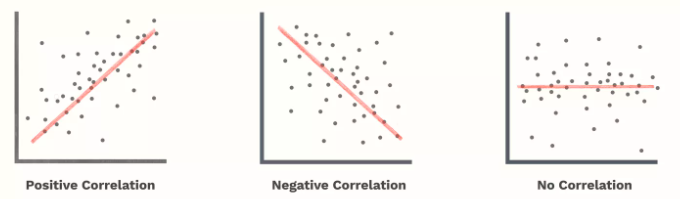 Positive Correlation
Negative Correlation
No Correlation